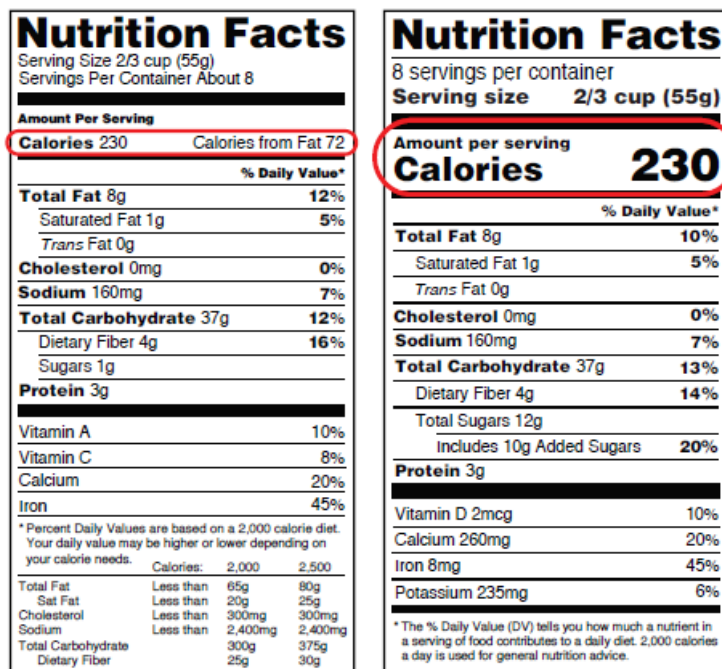 Nutrition Facts
Serving Size 2/3 cup (55g)
Servings Per Container About 8
Amount Per Serving
Calories 230 Calories from Fat 72
% Daily Value*
Total Fat 8g 12%
Saturated Fat 1g 5%
Trans Fat 0g
Cholesterol 0mg 0%
Sodium 160mg 7%
Total Carbohydrate 37g 12%
Dietary Fiber 4g 16%
Sugars 1g
Protein 3g
Vitamin A 10%
Vitamin C 8%
Calcium 20%
Iron 45%
* Percent Daily Values are based on a 2,000 calorie diet.
Your daily value may be higher or lower depending on
your calorie needs.
Calories: 2,000 2,500
Total Fat Less than 65g 80g
Sat Fat Less than 20g 25g
Cholesterol Less than 300mg 300mg
Sodium Less than 2,400mg 2,400mg
Total Carbohydrate 300g 375g
Dietary Fiber 25g 30g
Nutrition Facts
8 servings per container
Serving size 2/3 cup (55g)
Amount per serving
Calories 230
% Daily Value*
Total Fat 8g 10%
Saturated Fat 1g 5%
Trans Fat 0g
Cholesterol 0mg 0%
Sodium 160mg 7%
Total Carbohydrate 37g 13%
Dietary Fiber 4g 14%
Total Sugars 12g
Includes 10g Added Sugars 20%
Protein 3g
Vitamin D 2mcg 10%
Calcium 260mg 20%
Iron 8mg 45%
Potassium 235mg 6%
* The % Daily Value (DV) tells you how much a nutrient in
a serving of food contributes to a daily diet. 2,000 calories
a day is used for general nutrition advice.